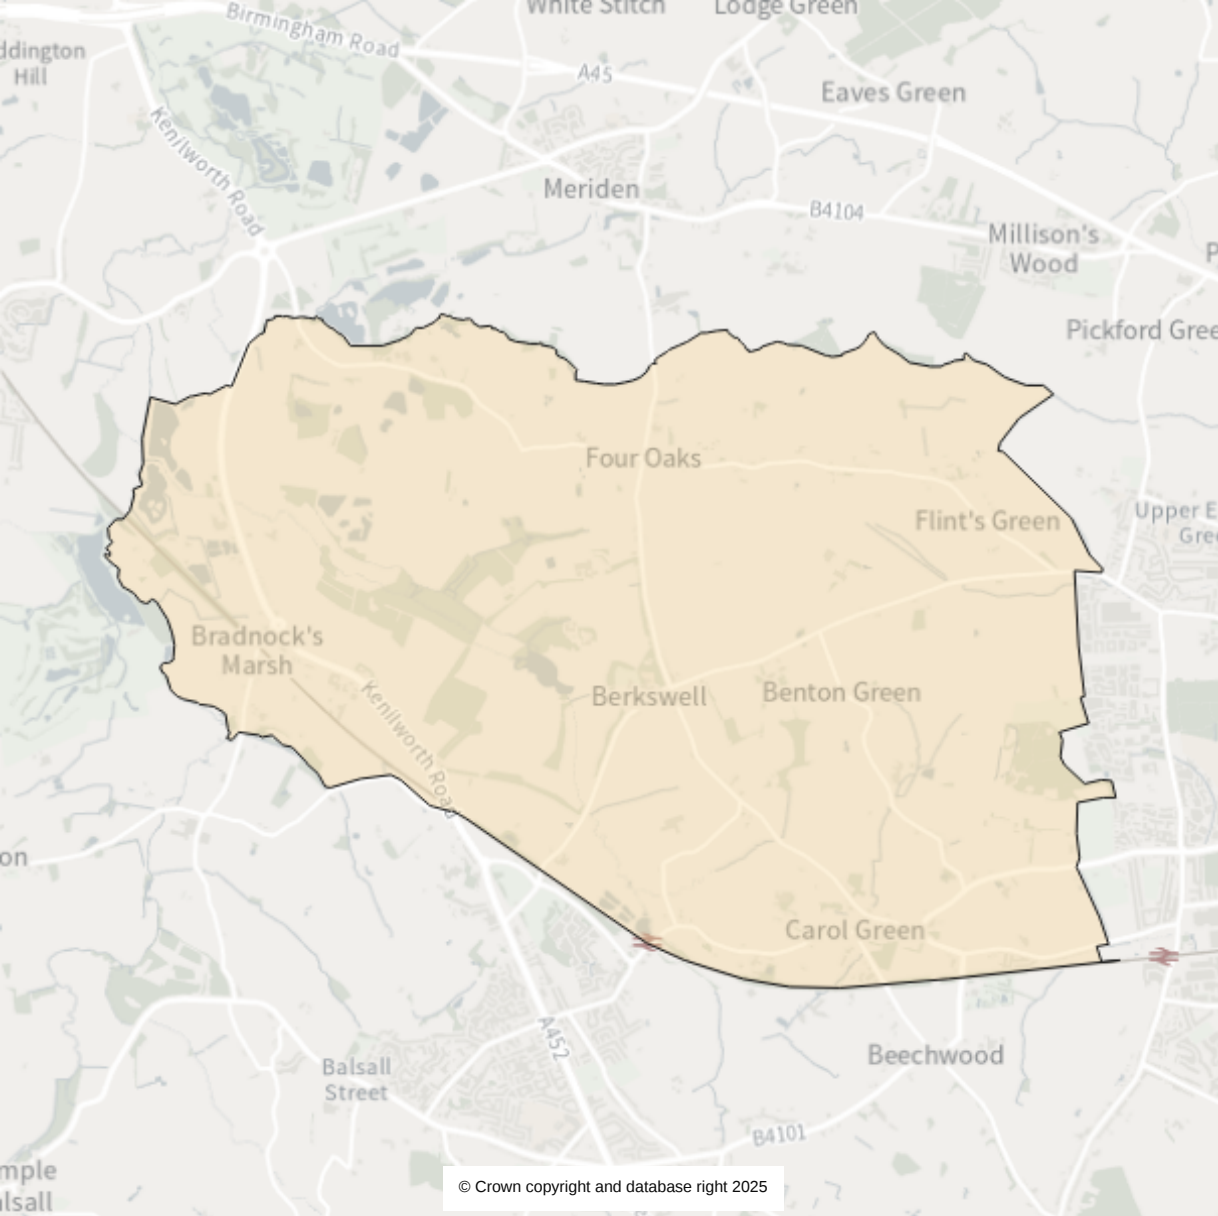 White Stitch
Lodge Green
Birmingham Road
ddington
Hill
A45
Eaves Green
Kenilworth Road
Meriden
B4104
Millison's
Wood
P
Pickford Gree
Four Oaks
Flint's Green
Upper E
Gree
Bradnock's
Marsh
Kenilworth Road
Berkswell
Benton Green
on
Carol Green
A452
Beechwood
Balsall
Street
B4101
mple
alsall
© Crown copyright and database right 2025